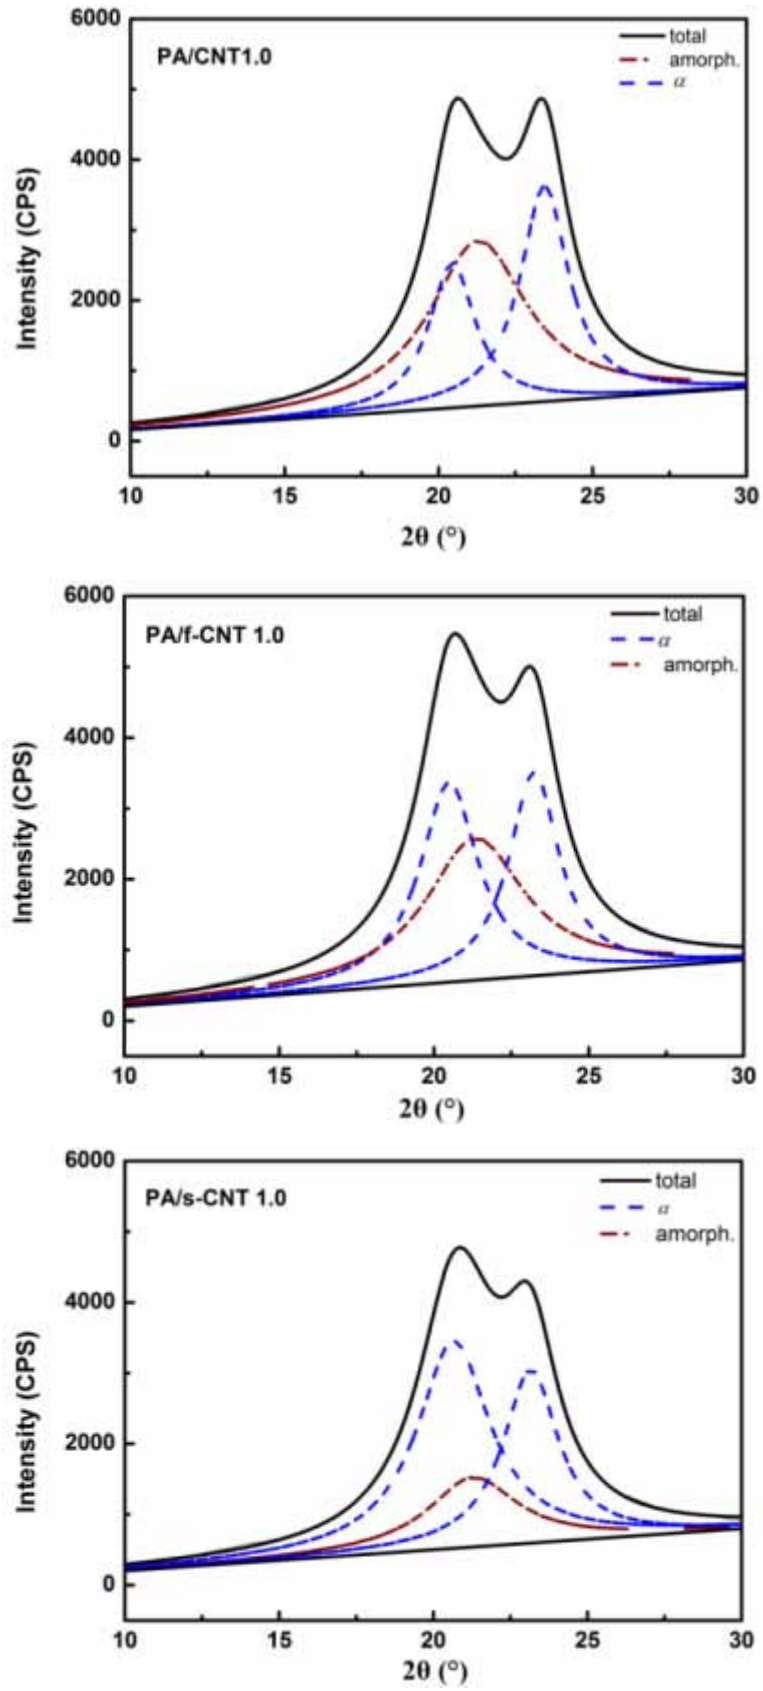 6000
PA/CNT1.0
total
amorph.
α
4000
Intensity (CPS)
2000
0
10 15 20 25 30
2θ (°)
6000
PA/f-CNT 1.0
total
α
amorph.
4000
Intensity (CPS)
2000
0
10 15 20 25 30
2θ (°)
6000
PA/s-CNT 1.0
total
α
amorph.
4000
Intensity (CPS)
2000
0
10 15 20 25 30
2θ (°)